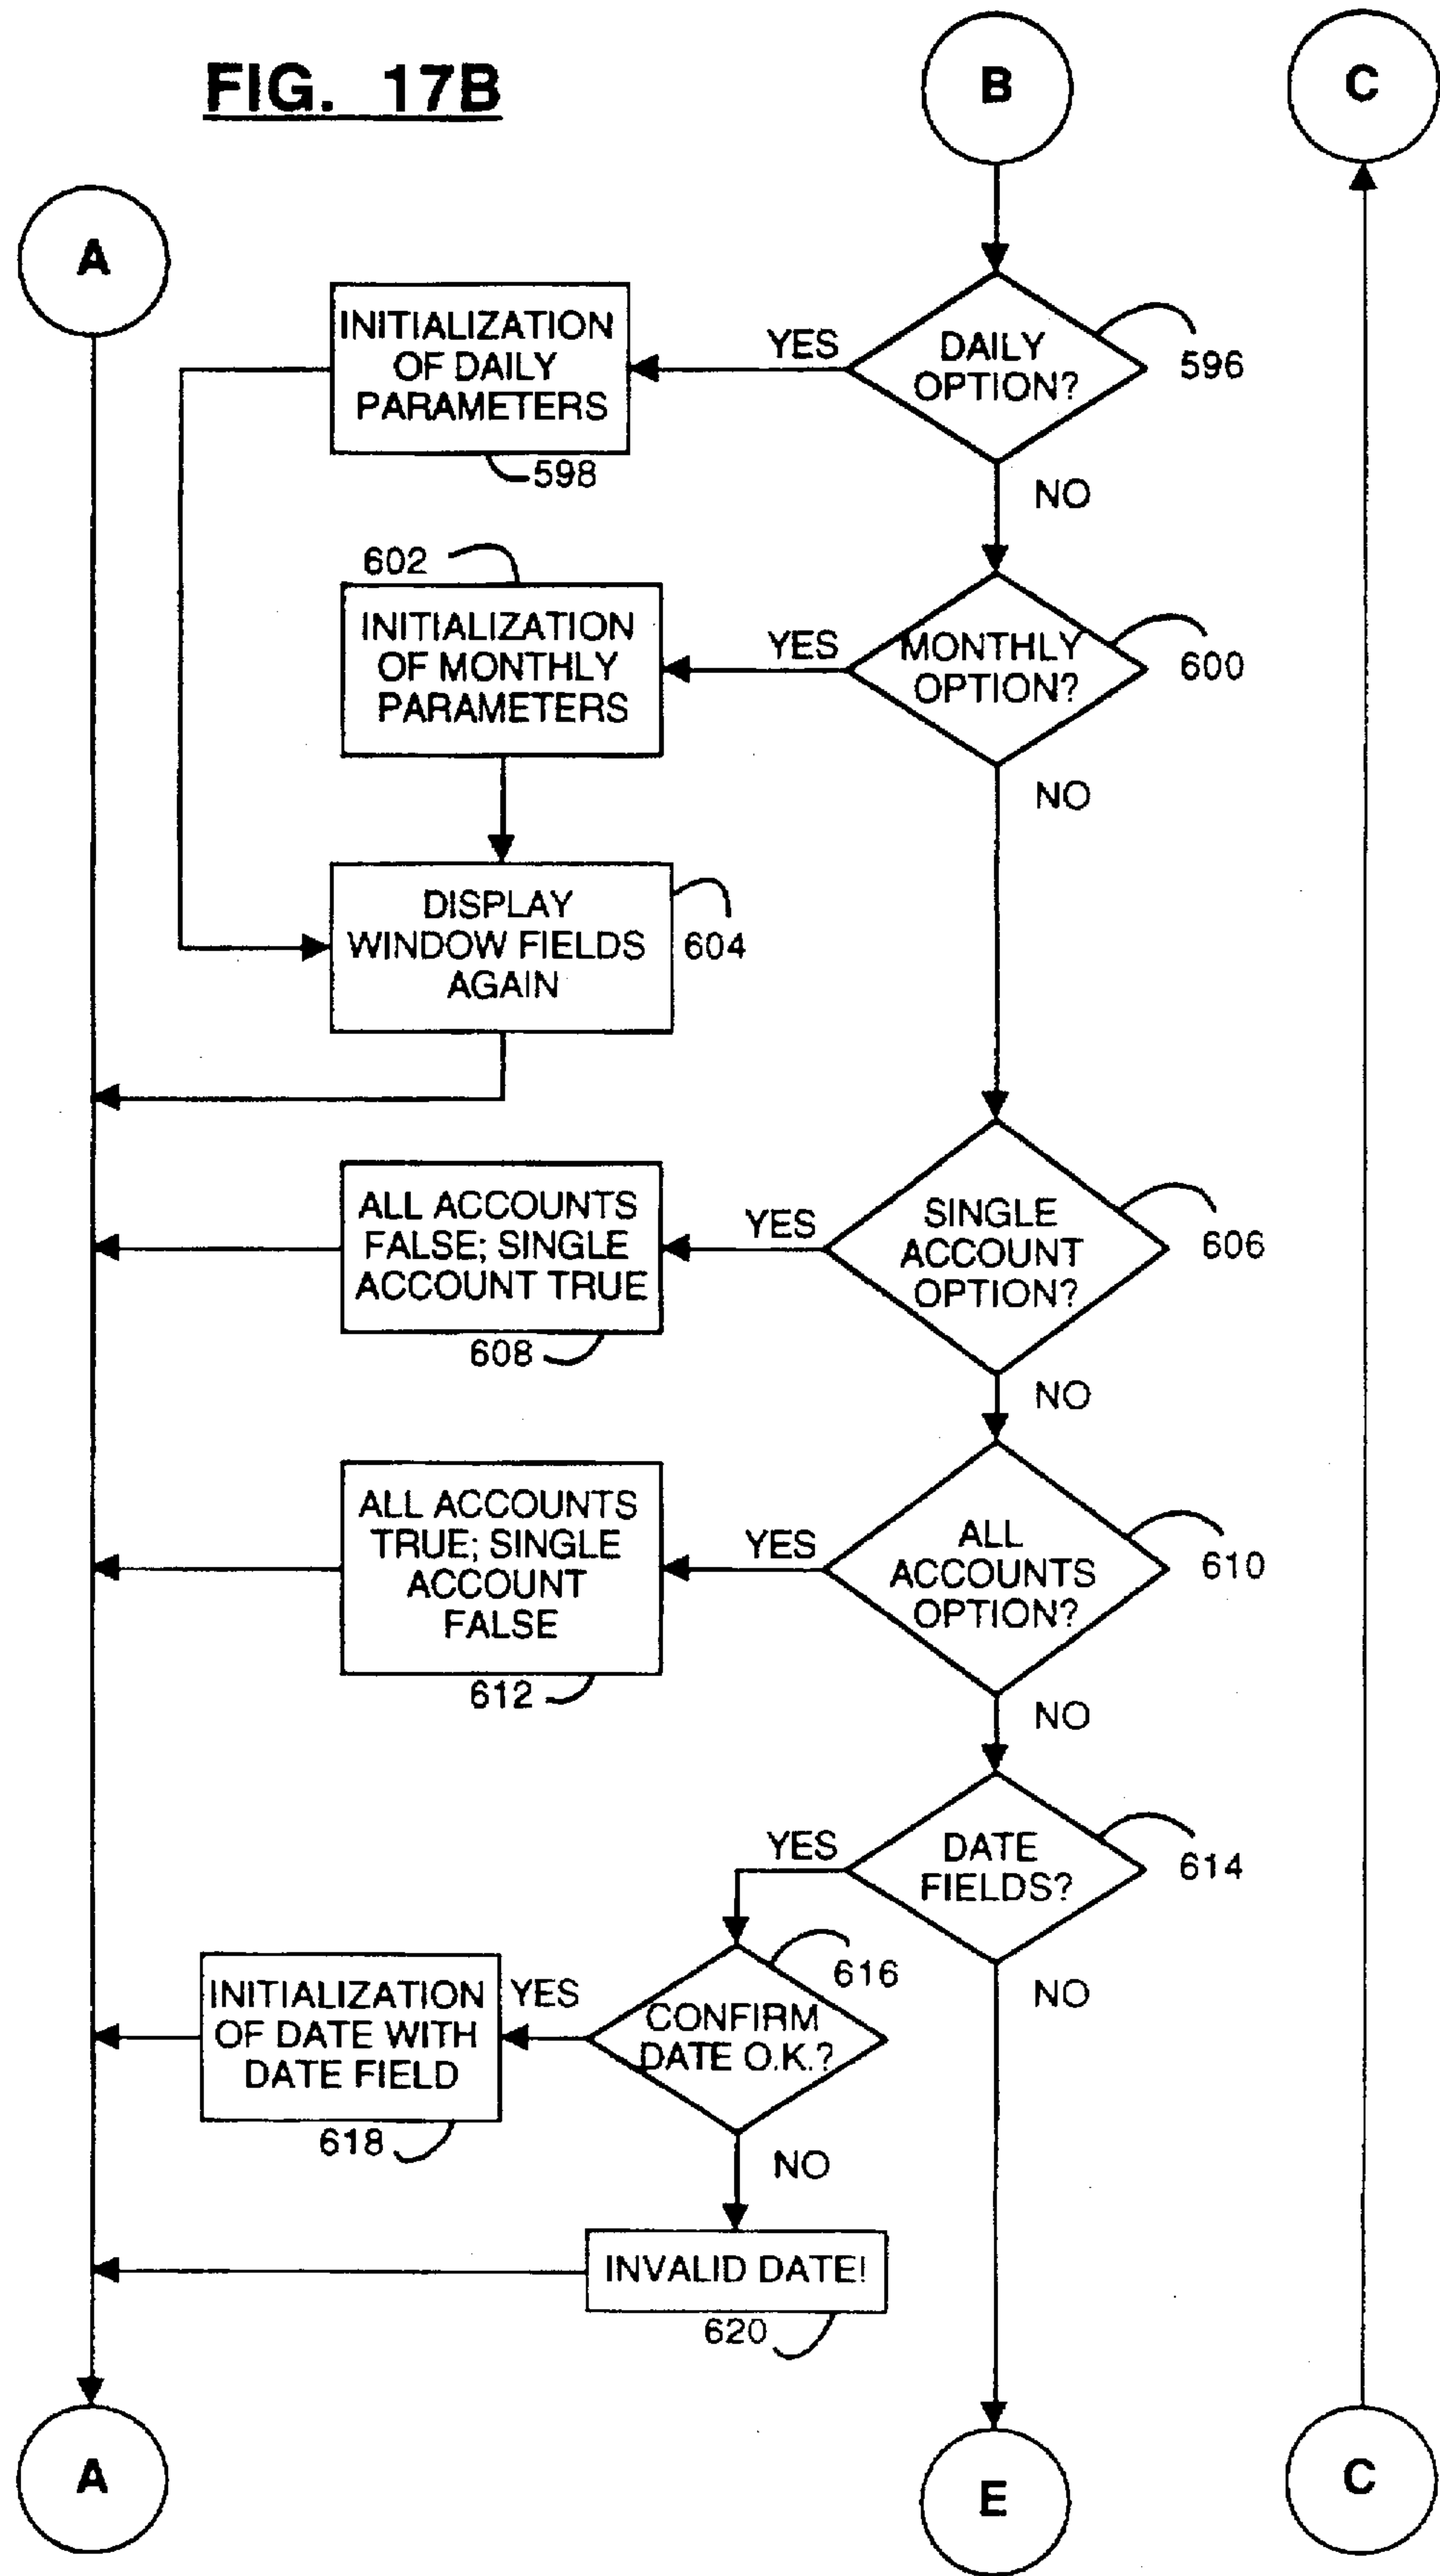 FIG. 17B
B
C
A
INITIALIZATION
OF DAILY
PARAMETERS
598
YES
DAILY
OPTION?
596
NO
602
INITIALIZATION
OF MONTHLY
PARAMETERS
YES
MONTHLY
OPTION?
600
NO
DISPLAY
WINDOW FIELDS
AGAIN
604
ALL ACCOUNTS
FALSE; SINGLE
ACCOUNT TRUE
608
YES
SINGLE
ACCOUNT
OPTION?
606
NO
ALL ACCOUNTS
TRUE; SINGLE
ACCOUNT
FALSE
612
YES
ALL
ACCOUNTS
OPTION?
610
NO
YES
DATE
FIELDS?
614
NO
INITIALIZATION
OF DATE WITH
DATE FIELD
618
YES
CONFIRM
DATE O.K.?
616
NO
INVALID DATE!
620
A
E
C